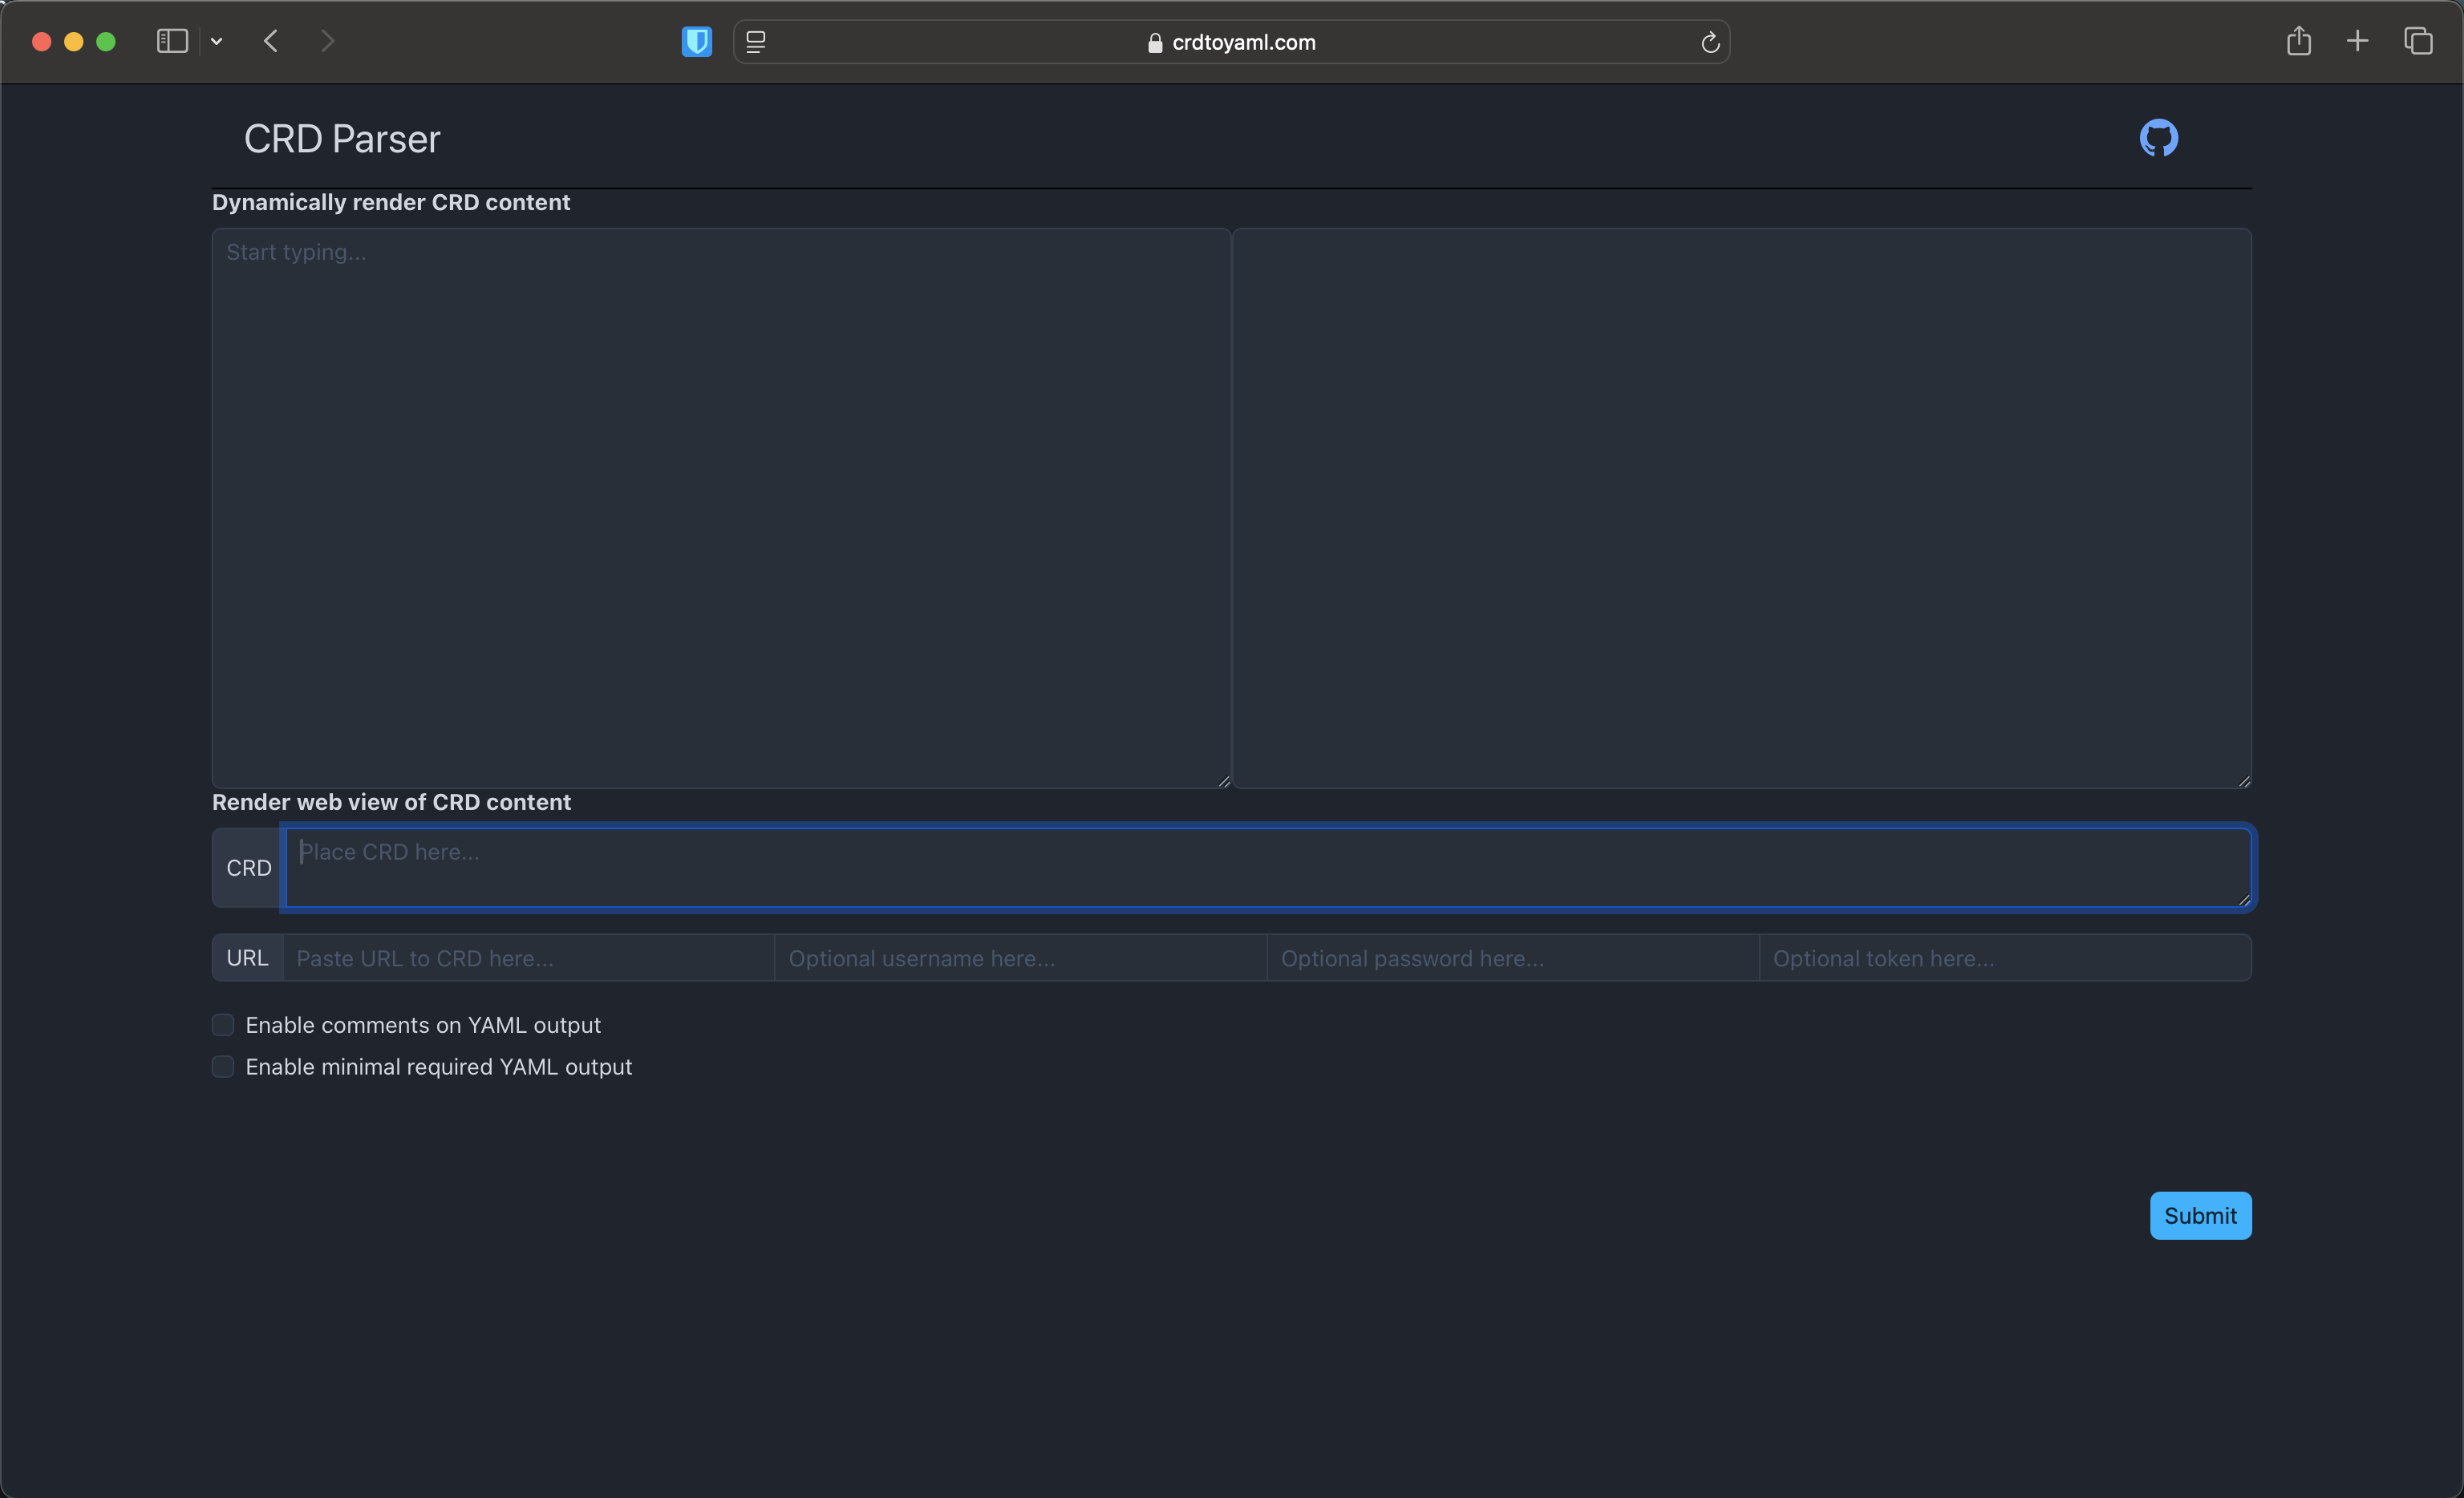 crdtoyaml.com
CRD Parser
Dynamically render CRD content
Start typing...
Render web view of CRD content
CRD
Place CRD here...
URL
Paste URL to CRD here...
Optional username here...
Optional password here...
Optional token here...
Enable comments on YAML output
Enable minimal required YAML output
Submit